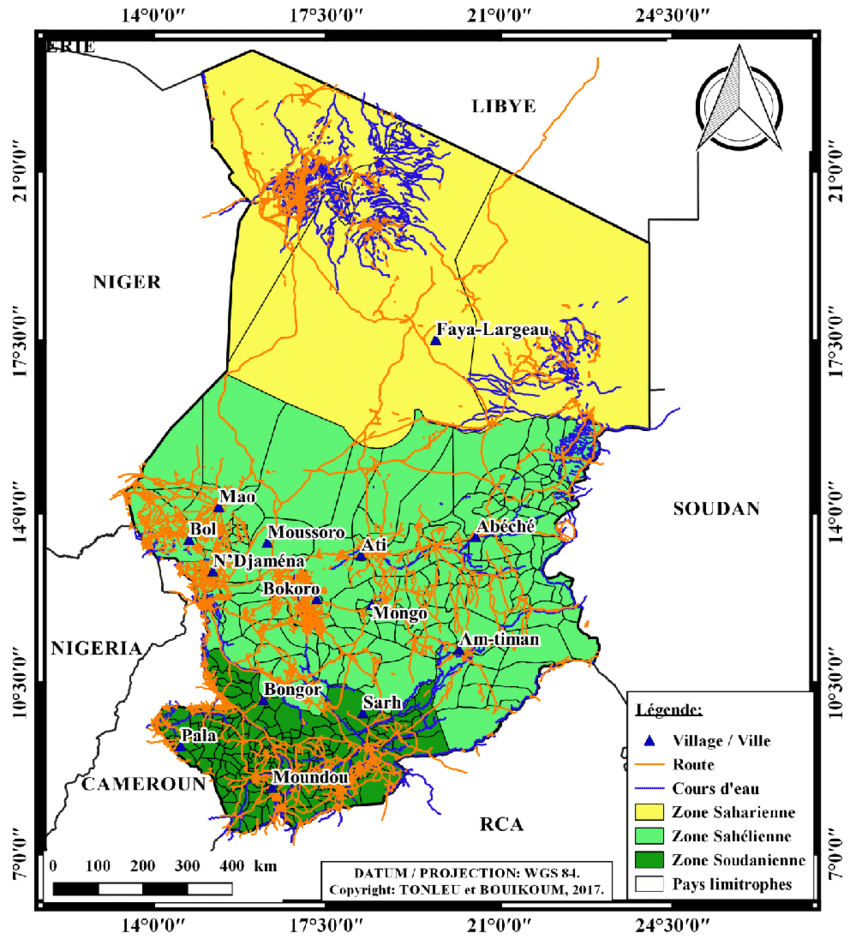 14°0'0'' 17°30'0'' 21°0'0'' 24°30'0''
ERIE
LIBYE
21°0'0'' 21°0'0''
NIGER
Faya-Largeau
17°30'0'' 17°30'0''
Mao
14°0'0'' 14°0'0''
SOUDAN
Bol
Moussoro
Abéché
Ati
N'Djaména
Bokoro
Mongo
NIGERIA
Am-timan
10°30'0'' 10°30'0''
Bongor
Sarh
Pala
CAMEROUN
Moundou
RCA
7°0'0'' 7°0'0''
Légende:
Village / Ville
Route
Cours d'eau
Zone Saharienne
Zone Sahélienne
Zone Soudanienne
Pays limitrophes
0 100 200 300 400 km
DATUM / PROJECTION: WGS 84.
Copyright: TONLEU et BOUIKOUM, 2017.
14°0'0'' 17°30'0'' 21°0'0'' 24°30'0''